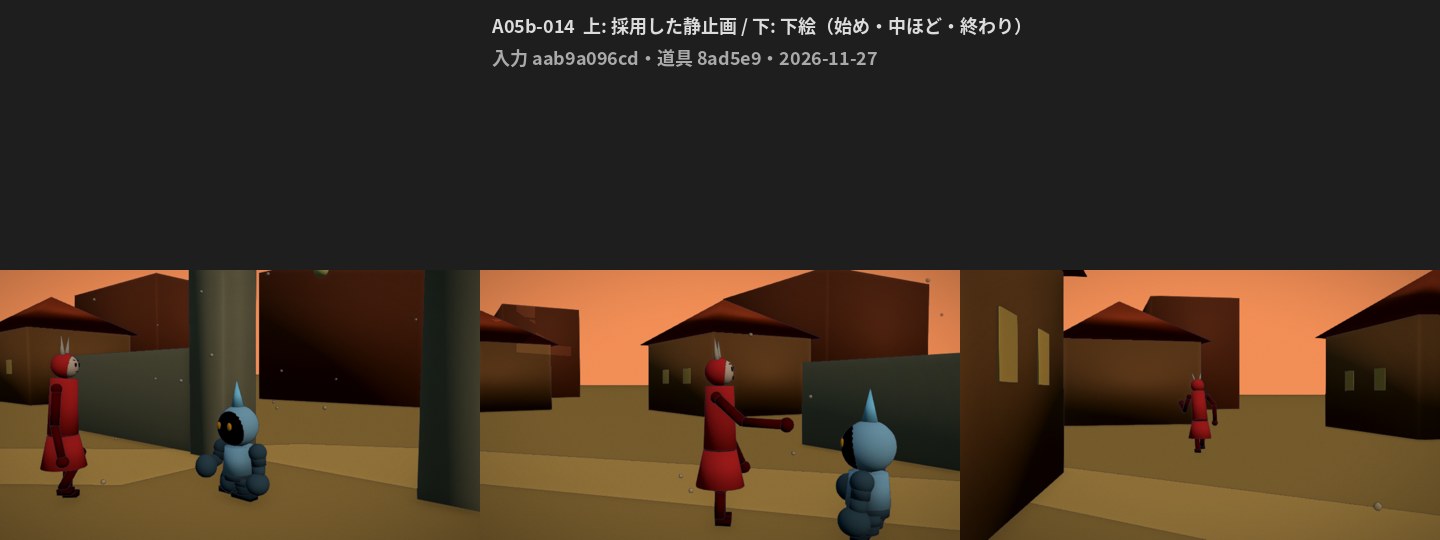 A05b-014 上: 採用した静止画 / 下: 下絵（始め・中ほど・終わり）
入力 aab9a096cd・道具 8ad5e9・2026-11-27